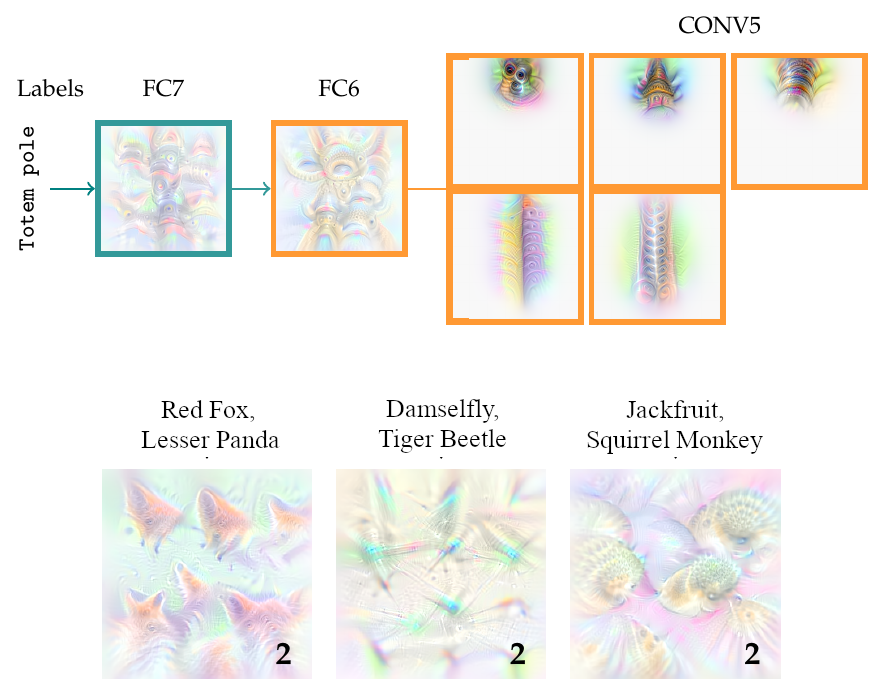 CONV5
Labels
FC7
FC6
Totem pole
Red Fox,
Lesser Panda
Damselfly,
Tiger Beetle
Jackfruit,
Squirrel Monkey
2
2
2